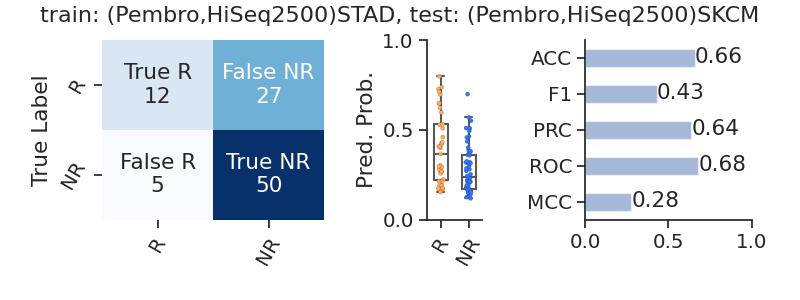 train: (Pembro,HiSeq2500)STAD, test: (Pembro,HiSeq2500)SKCM
True Label
R
NR
True R
12
False NR
27
False R
5
True NR
50
R
NR
Pred. Prob.
1.0
0.5
0.0
R
NR
ACC
0.66
F1
0.43
PRC
0.64
ROC
0.68
MCC
0.28
0.0
0.5
1.0